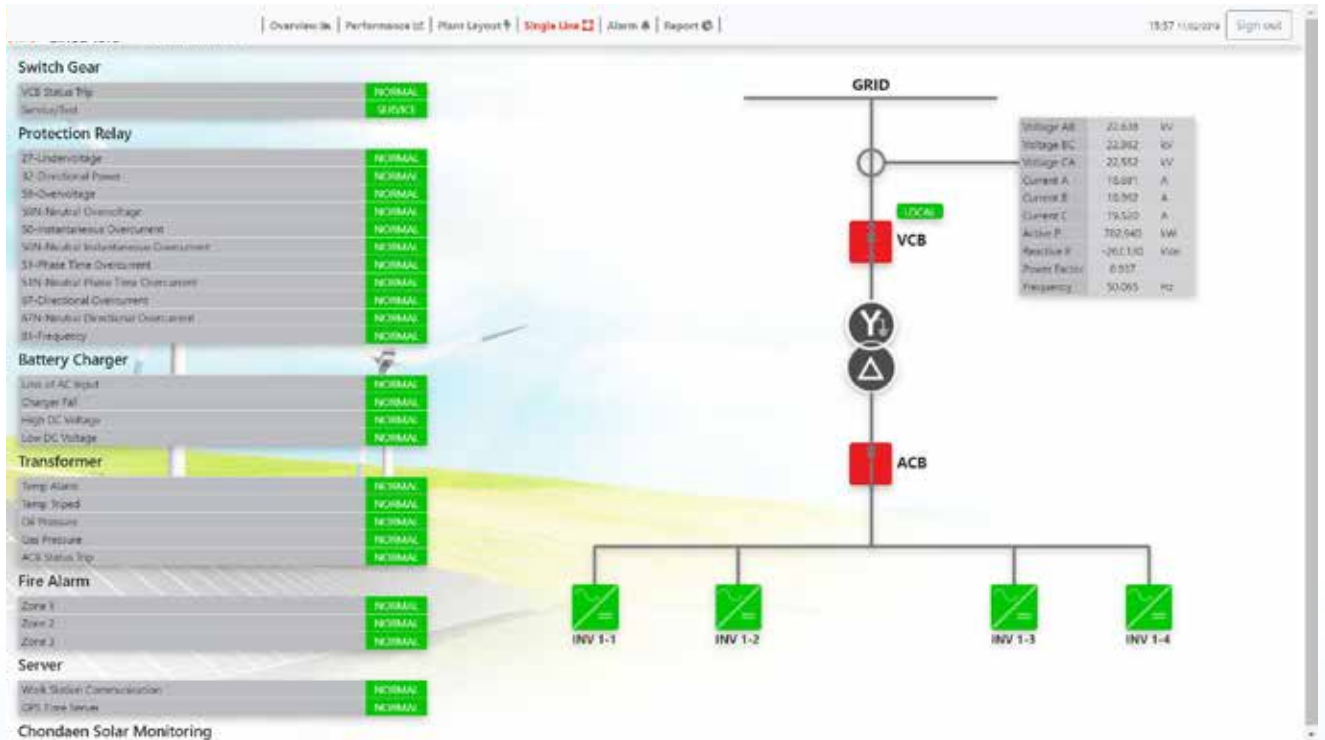 Overview | Performance | Plant Layout | Single Line | Alarm | Report
Sign out
Switch Gear
VCB Status Trip NORMAL
Service/Test SERVICE
Protection Relay
27-Undervoltage NORMAL
32-Directional Power NORMAL
59-Overvoltage NORMAL
59N-Neutral Overvoltage NORMAL
50-Instantaneous Overcurrent NORMAL
50N-Neutral Instantaneous Overcurrent NORMAL
51-Phase Time Overcurrent NORMAL
51N-Neutral Phase Time Overcurrent NORMAL
67-Directional Overcurrent NORMAL
67N-Neutral Directional Overcurrent NORMAL
81-Frequency NORMAL
Battery Charger
Loss of AC Input NORMAL
Charger Fail NORMAL
High DC Voltage NORMAL
Low DC Voltage NORMAL
Transformer
Temp Alarm NORMAL
Temp Triped NORMAL
Oil Pressure NORMAL
Gas Pressure NORMAL
ACB Status Trip NORMAL
Fire Alarm
Zone 1 NORMAL
Zone 2 NORMAL
Zone 3 NORMAL
Server
Work Station Communication NORMAL
GPS Time Server NORMAL
Chondaen Solar Monitoring
GRID
Voltage AB kV
Voltage BC kV
Voltage CA kV
Current A A
Current B A
Current C 19.520 A
Active P kW
Reactive
Power Factor
Frequency 50.065 Hz
LOCAL
VCB
Y
ACB
INV 1-1
INV 1-2
INV 1-3
INV 1-4